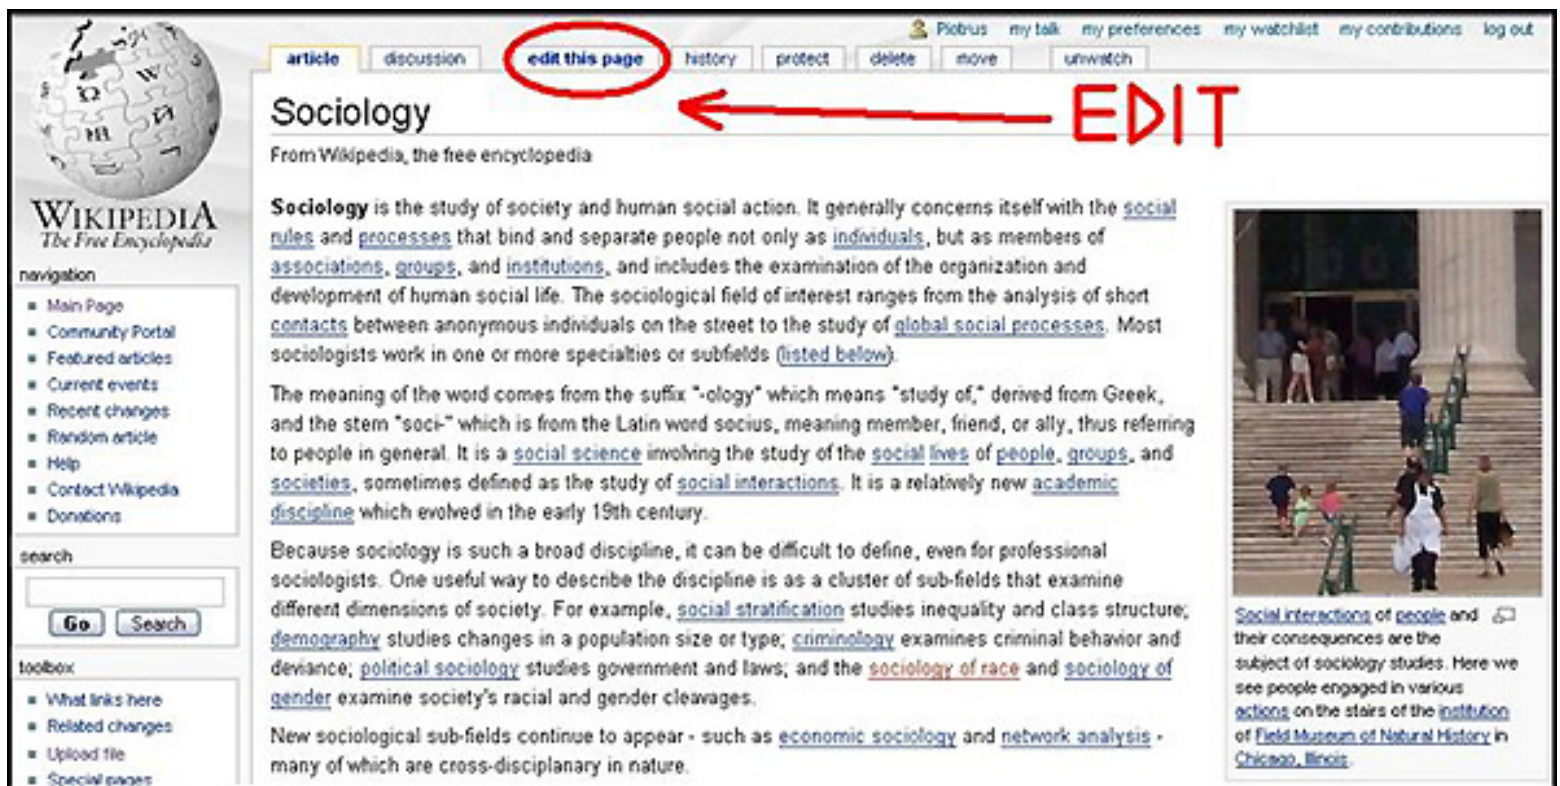 Piotrus my talk my preferences my watchlist my contributions log out
article discussion edit this page history protect delete move unwatch
EDIT
Sociology
From Wikipedia, the free encyclopedia
WIKIPEDIA
The Free Encyclopedia
navigation
Main Page
Community Portal
Featured articles
Current events
Recent changes
Random article
Help
Contact Wikipedia
Donations
search
Go Search
toolbox
What links here
Related changes
Upload file
Special pages
Sociology is the study of society and human social action. It generally concerns itself with the social
rules and processes that bind and separate people not only as individuals, but as members of
associations, groups, and institutions, and includes the examination of the organization and
development of human social life. The sociological field of interest ranges from the analysis of short
contacts between anonymous individuals on the street to the study of global social processes. Most
sociologists work in one or more specialties or subfields (listed below).
The meaning of the word comes from the suffix "-ology" which means "study of," derived from Greek,
and the stem "soci-" which is from the Latin word socius, meaning member, friend, or ally, thus referring
to people in general. It is a social science involving the study of the social lives of people, groups, and
societies, sometimes defined as the study of social interactions. It is a relatively new academic
discipline which evolved in the early 19th century.
Because sociology is such a broad discipline, it can be difficult to define, even for professional
sociologists. One useful way to describe the discipline is as a cluster of sub-fields that examine
different dimensions of society. For example, social stratification studies inequality and class structure;
demography studies changes in a population size or type; criminology examines criminal behavior and
deviance; political sociology studies government and laws; and the sociology of race and sociology of
gender examine society's racial and gender cleavages.
New sociological sub-fields continue to appear - such as economic sociology and network analysis -
many of which are cross-disciplanary in nature.
Social interactions of people and
their consequences are the
subject of sociology studies. Here we
see people engaged in various
actions on the stairs of the institution
of Field Museum of Natural History in
Chicago, Illinois.